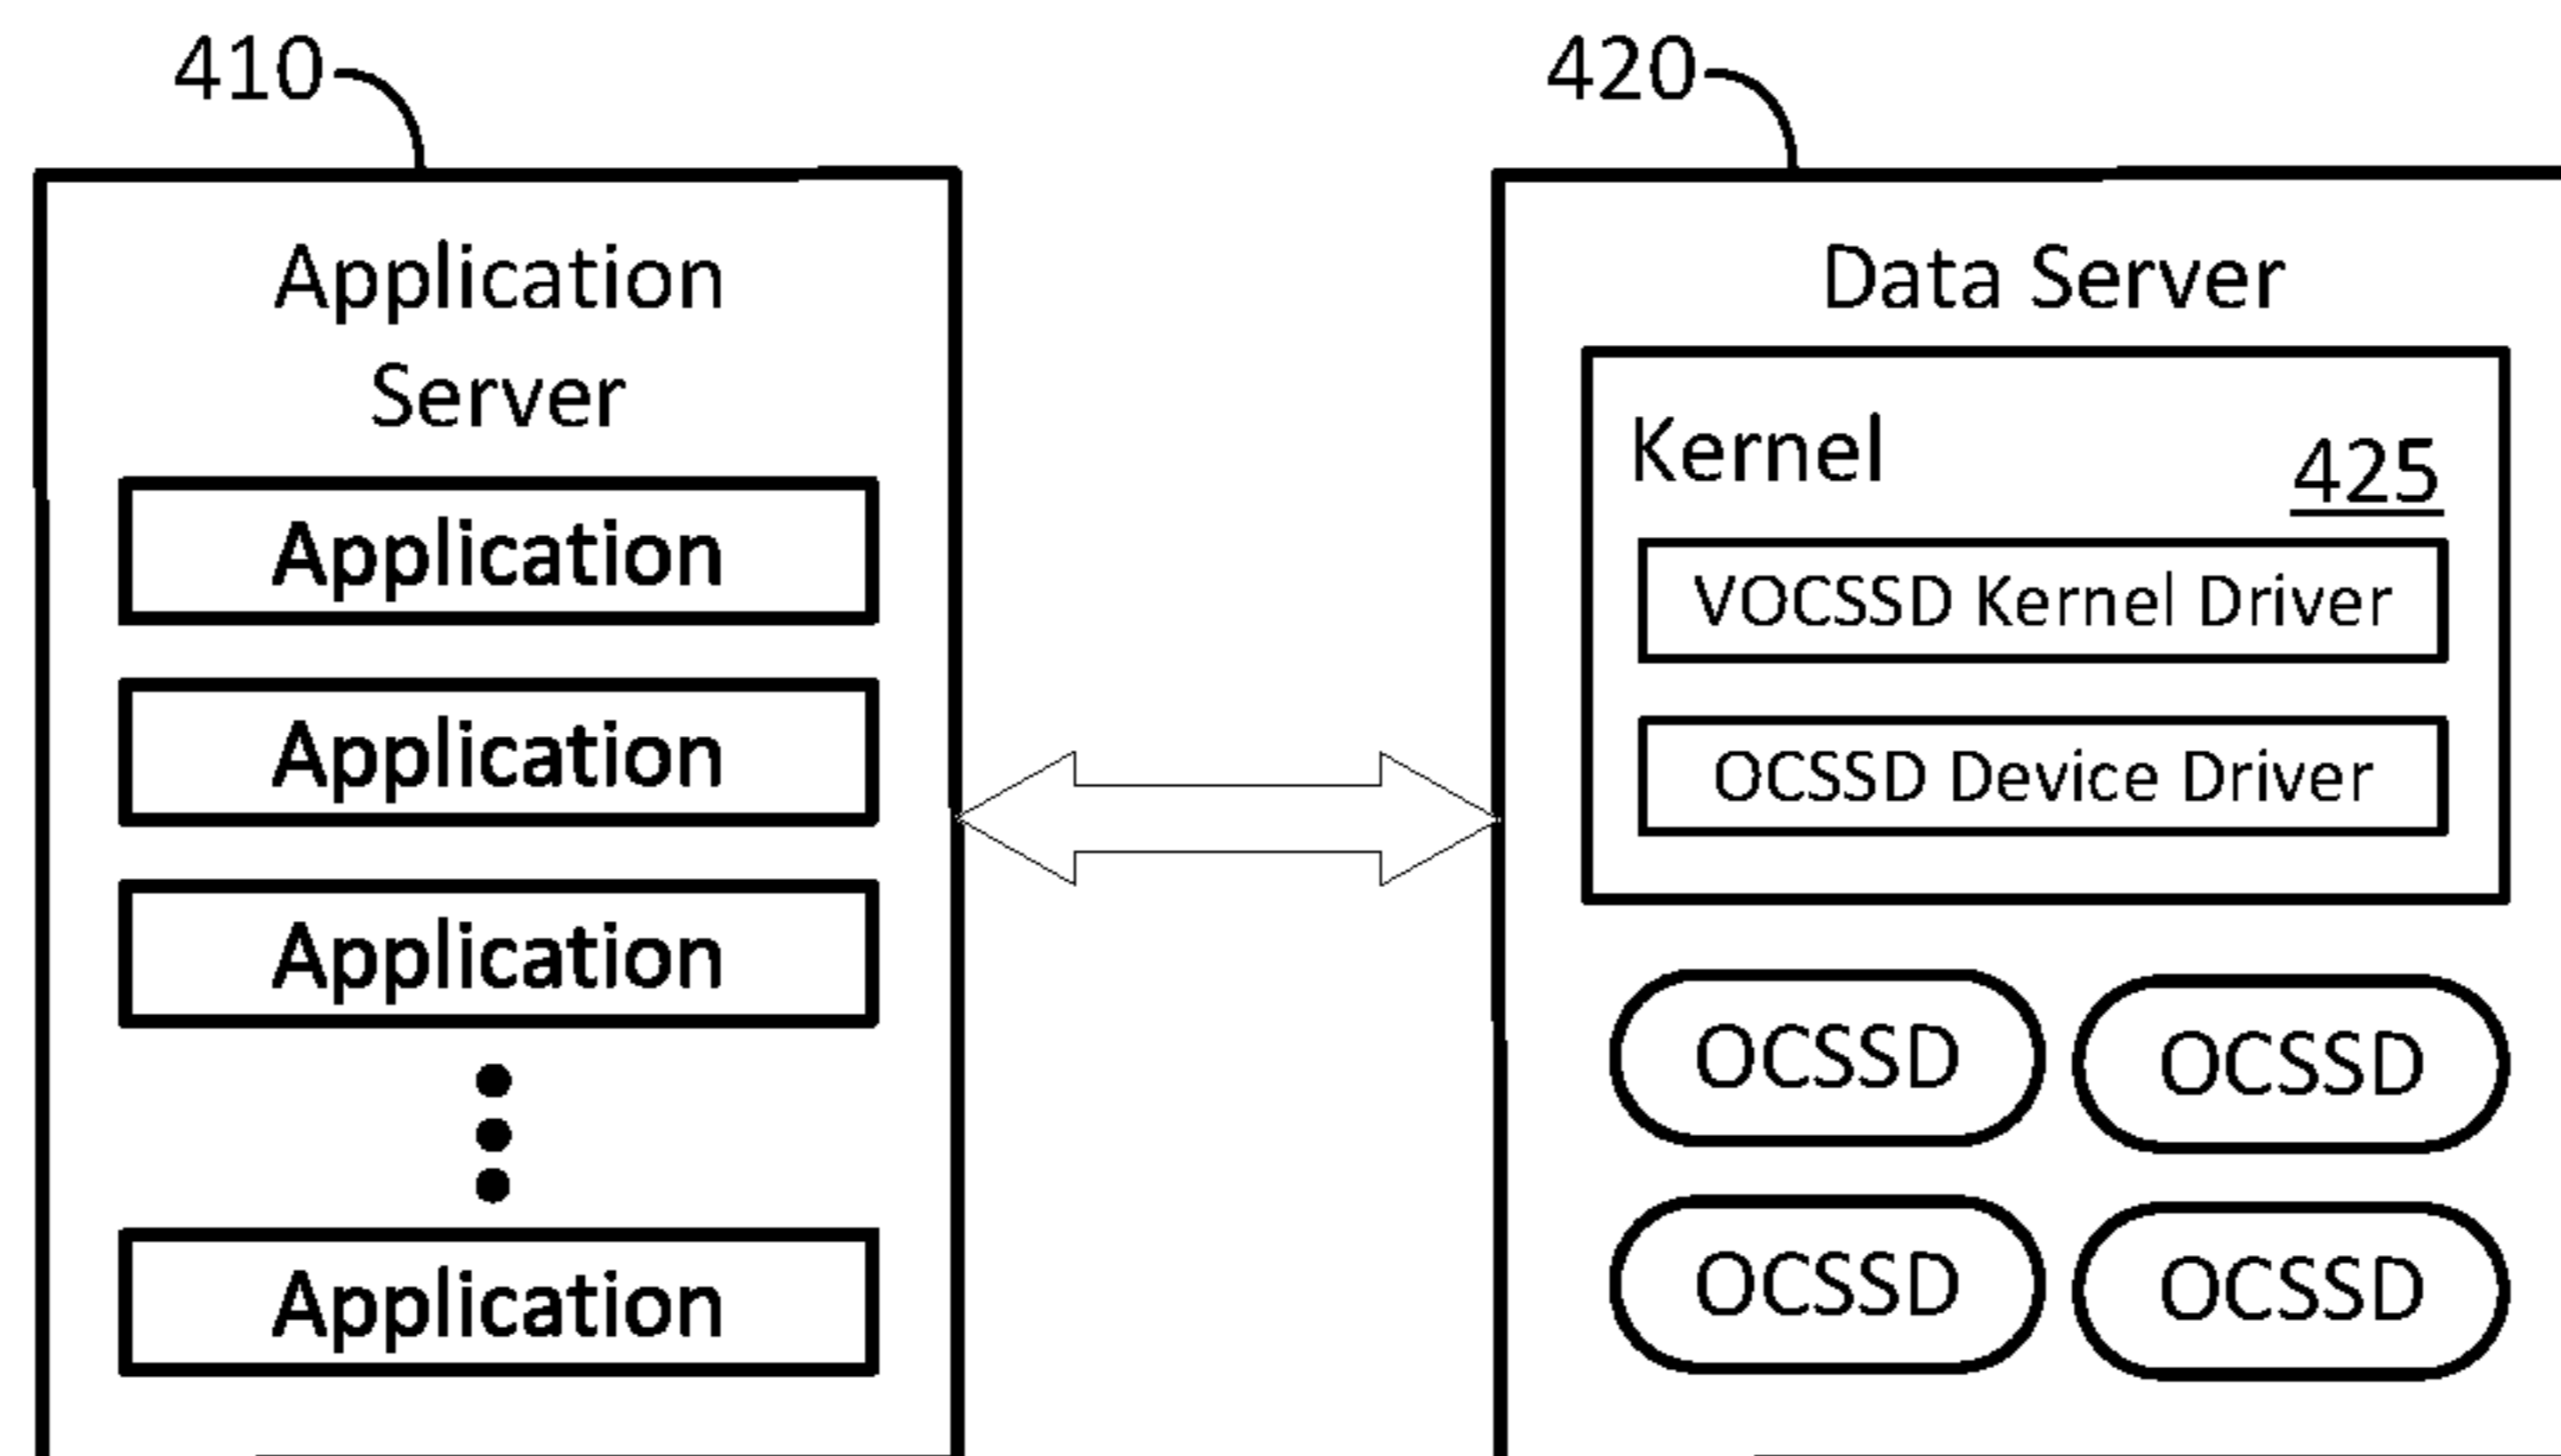 410
Application
Server
Application
Application
Application
Application
420
Data Server
Kernel
425
VOCSSD Kernel Driver
OCSSD Device Driver
OCSSD OCSSD
OCSSD OCSSD